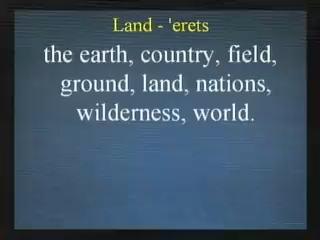 Land - 'erets
the earth, country, field,
ground, land, nations,
wilderness, world.